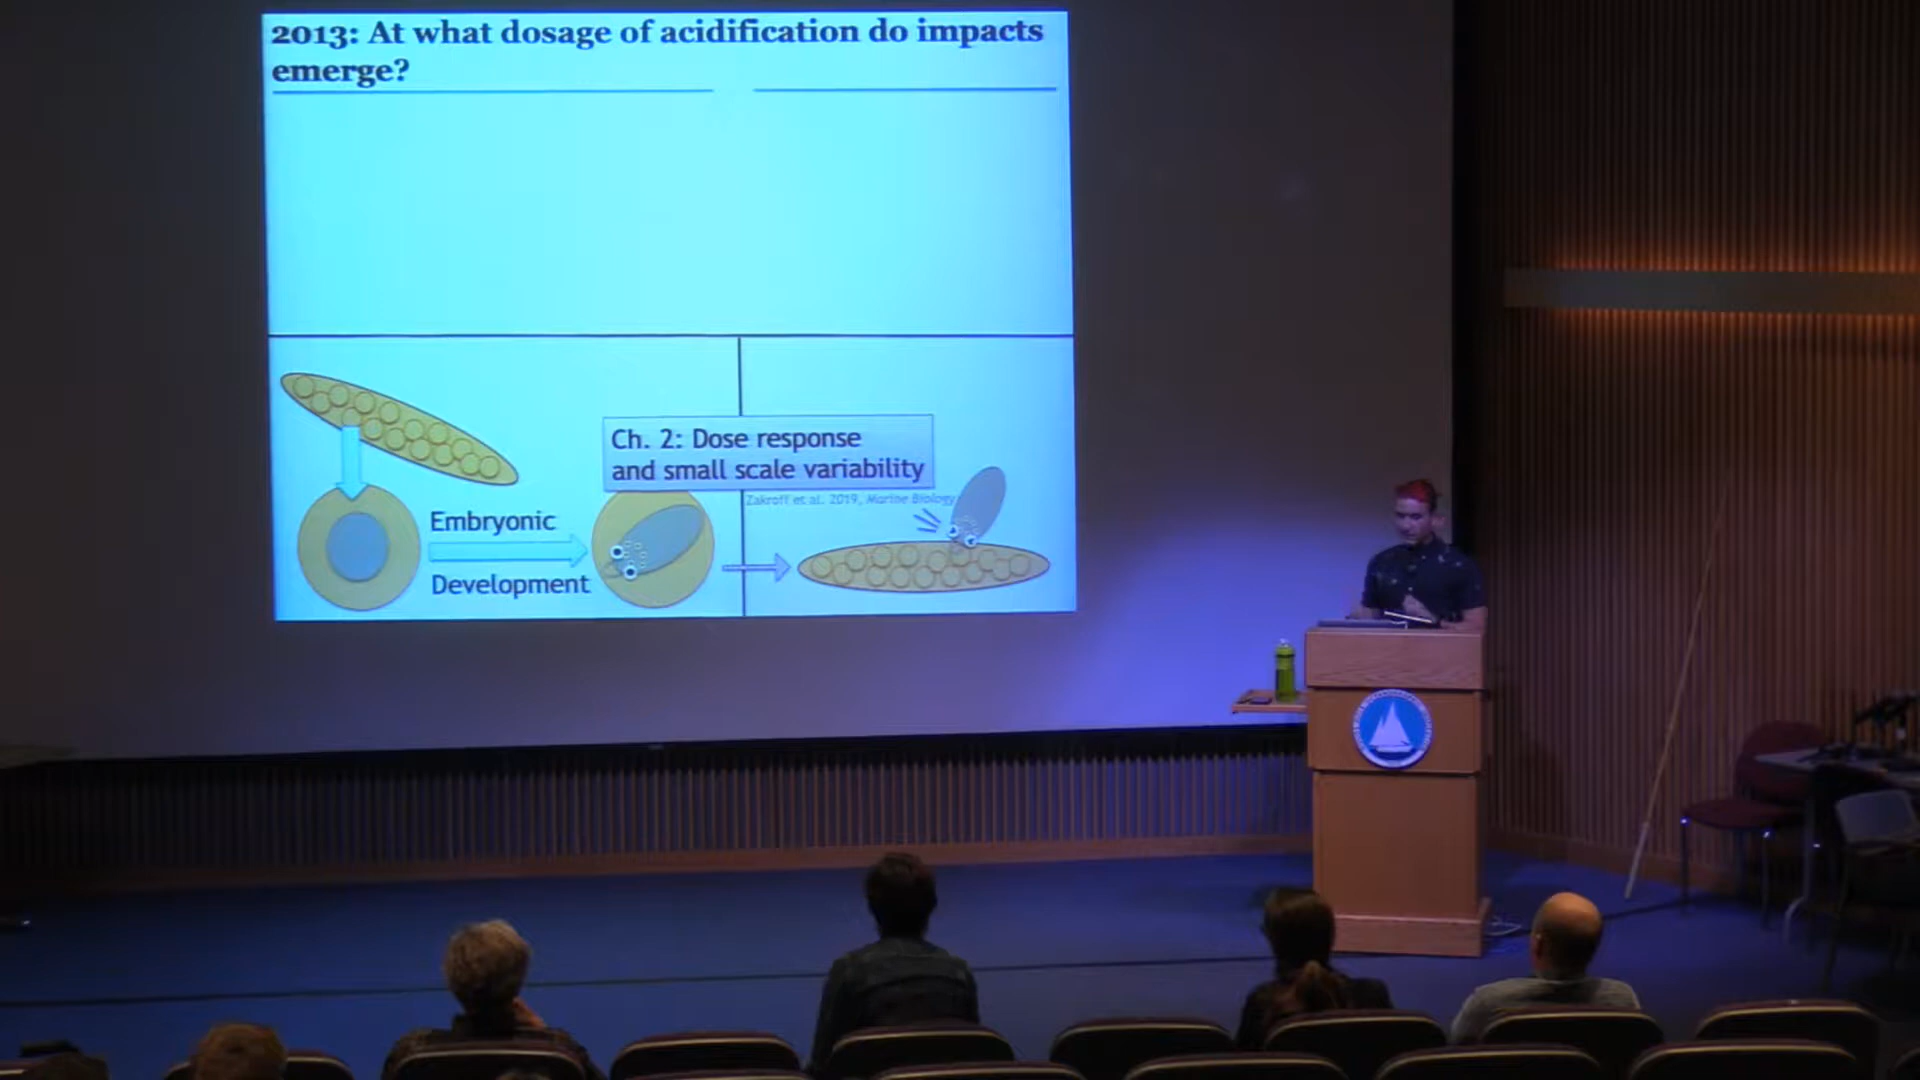 2013: At what dosage of acidification do impacts
emerge?
Ch. 2: Dose response
and small scale variability
Zakroff et al. 2019, Marine Biology
Embryonic
Development